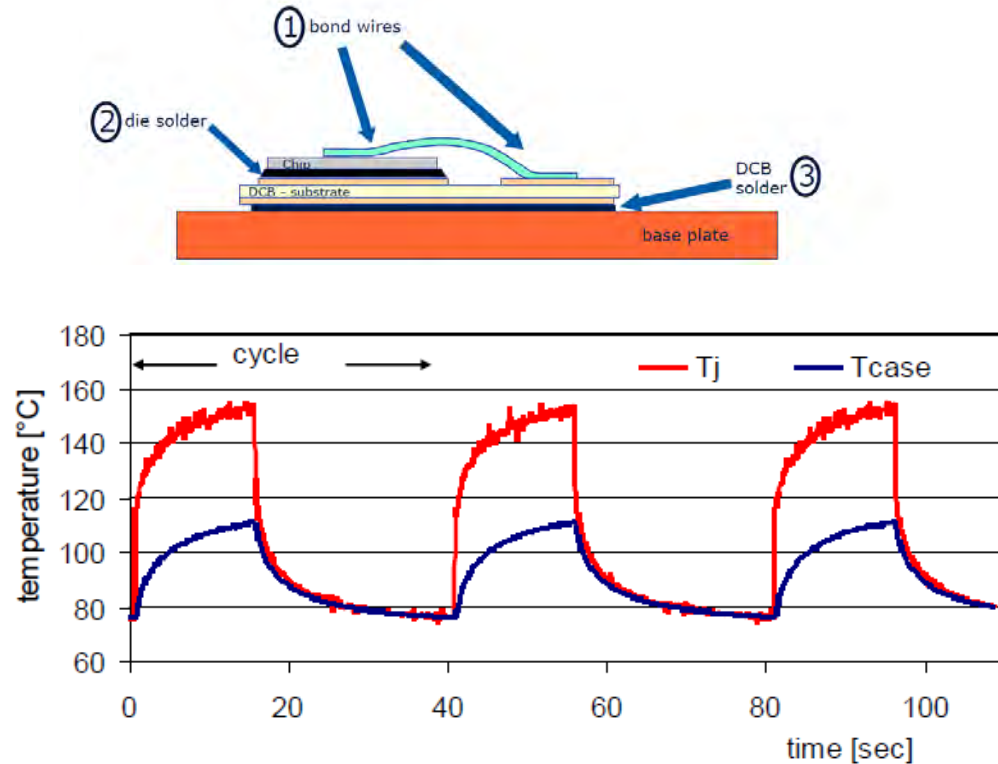 ① bond wires
② die solder
Chip
DCB – substrate
DCB
solder ③
base plate
180
160
140
120
100
80
60
temperature [°C]
cycle
Tj
Tcase
0 20 40 60 80 100
time [sec]